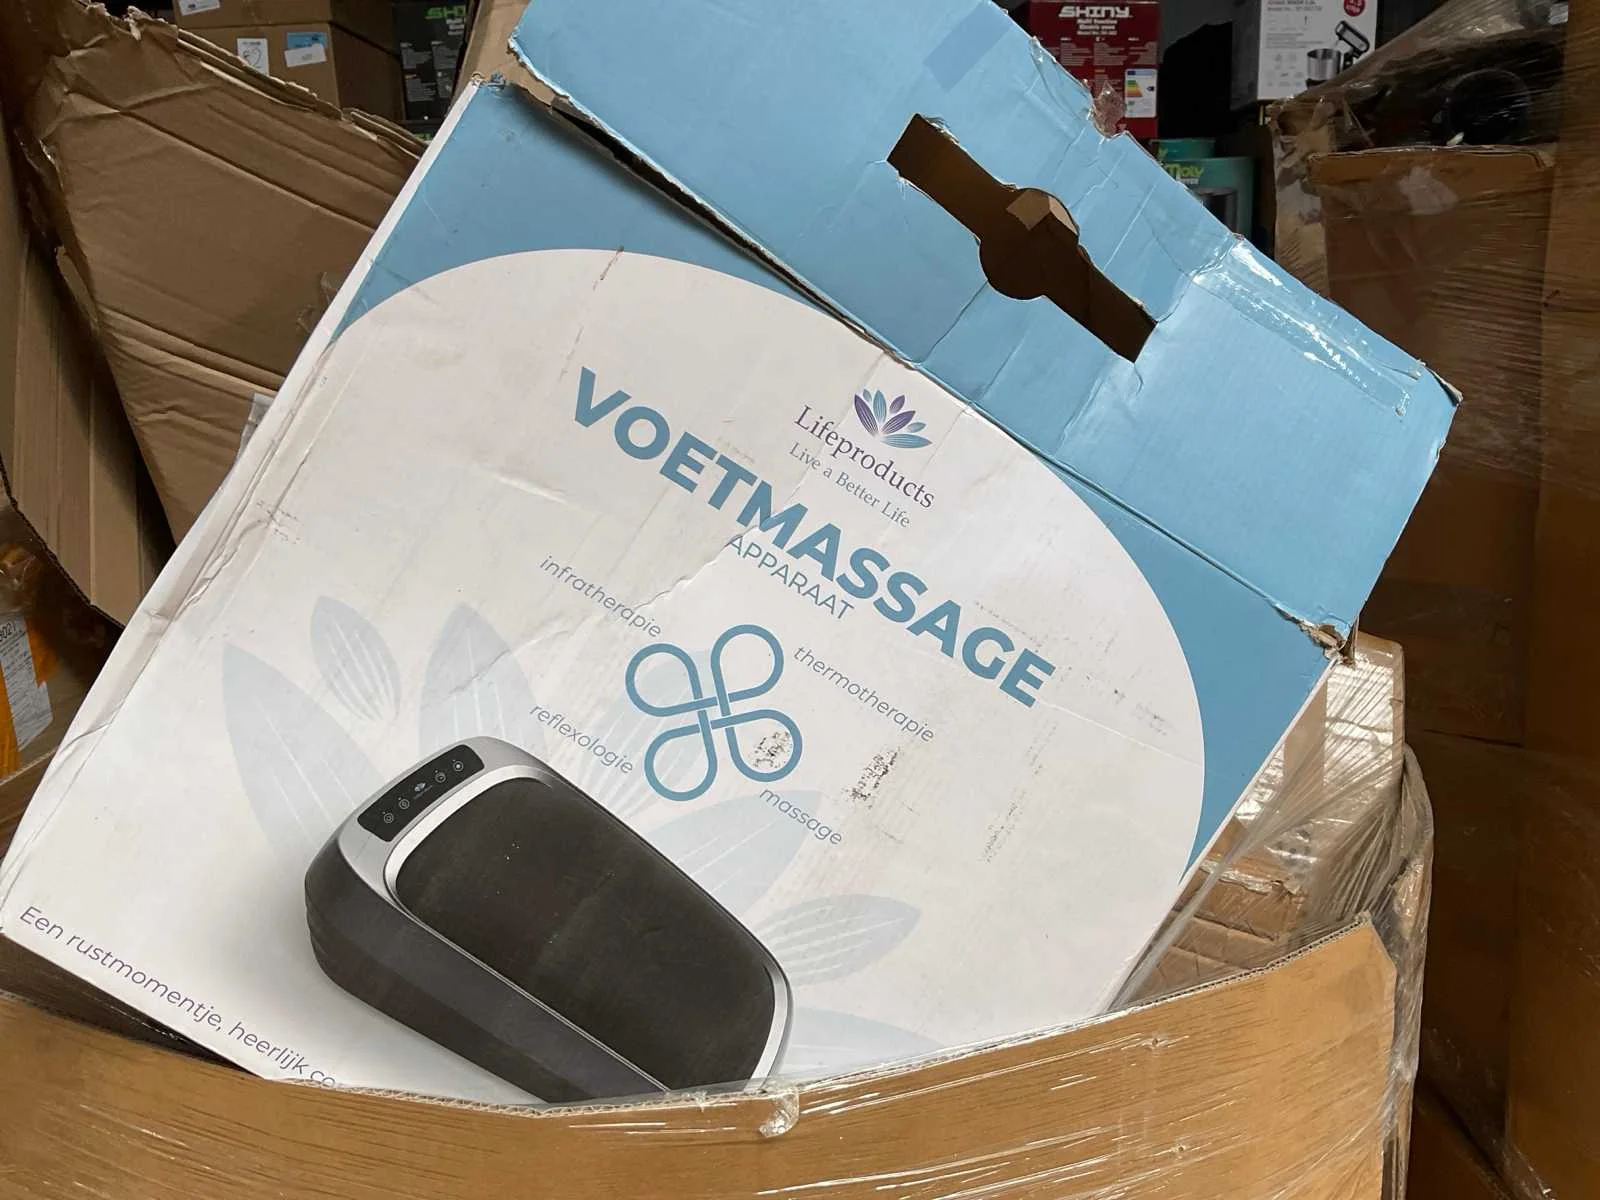 SHINY
Lifeproducts
Live a Better Life
VOETMASSAGE
APPARAAT
infratherapie
thermotherapie
reflexologie
massage
Een rustmomentje, heerlijk